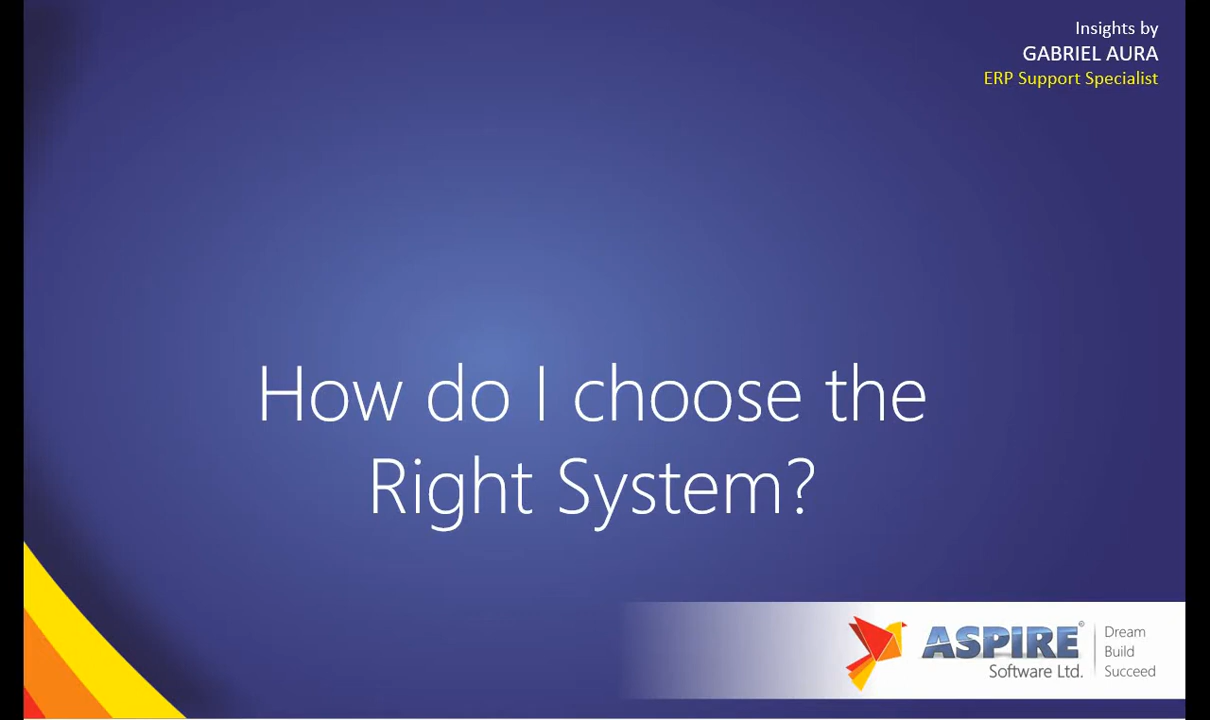 Insights by
GABRIEL AURA
ERP Support Specialist
How do I choose the
Right System?
ASPIRE©
Software Ltd.
Dream
Build
Succeed